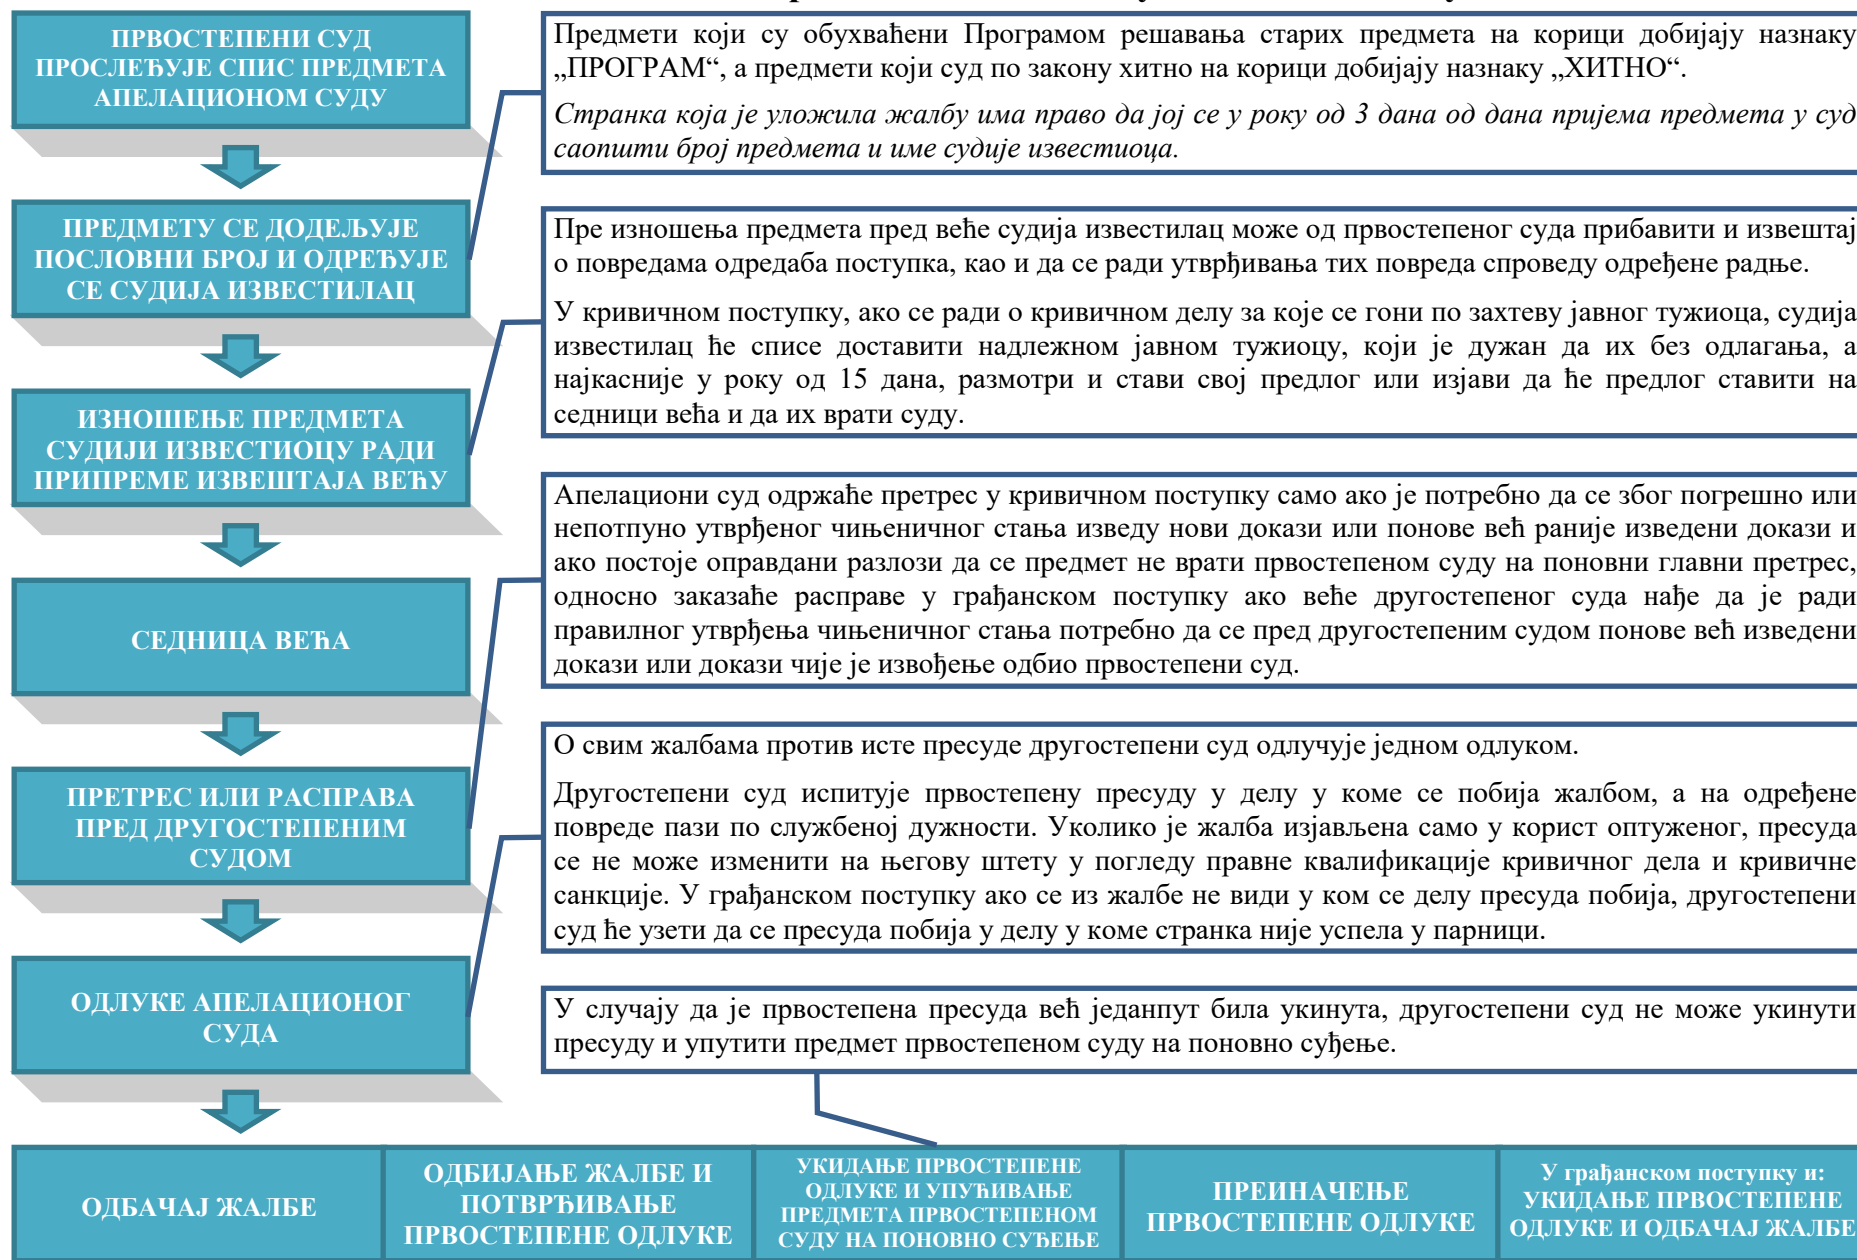 ПРВОСТЕПЕНИ СУД
ПРОСЛЕЂУЈЕ СПИС ПРЕДМЕТА
АПЕЛАЦИОНОМ СУДУ
Предмети који су обухваћени Програмом решавања старих предмета на корици добијају назнаку
„ПРОГРАМ“, а предмети који суд по закону хитно на корици добијају назнаку „ХИТНО“.
Странка која је уложила жалбу има право да јој се у року од 3 дана од дана пријема предмета у суд
саопшти број предмета и име судије известиоца.
ПРЕДМЕТУ СЕ ДОДЕЉУЈЕ
ПОСЛОВНИ БРОЈ И ОДРЕЂУЈЕ
СЕ СУДИЈА ИЗВЕСТИЛАЦ
Пре изношења предмета пред веће судија известилац може од првостепеног суда прибавити и извештај
о повредама одредаба поступка, као и да се ради утврђивања тих повреда спроведу одређене радње.
У кривичном поступку, ако се ради о кривичном делу за које се гони по захтеву јавног тужиоца, судија
известилац ће списе доставити надлежном јавном тужиоцу, који је дужан да их без одлагања, а
најкасније у року од 15 дана, размотри и стави свој предлог или изјави да ће предлог ставити на
седници већа и да их врати суду.
ИЗНОШЕЊЕ ПРЕДМЕТА
СУДИЈИ ИЗВЕСТИОЦУ РАДИ
ПРИПРЕМЕ ИЗВЕШТАЈА ВЕЋУ
Апелациони суд одржаће претрес у кривичном поступку само ако је потребно да се због погрешно или
непотпуно утврђеног чињеничног стања изведу нови докази или понове већ раније изведени докази и
ако постоје оправдани разлози да се предмет не врати првостепеном суду на поновни главни претрес,
односно заказаће расправе у грађанском поступку ако веће другостепеног суда нађе да је ради
правилног утврђења чињеничног стања потребно да се пред другостепеним судом понове већ изведени
докази или докази чије је извођење одбио првостепени суд.
СЕДНИЦА ВЕЋА
О свим жалбама против исте пресуде другостепени суд одлучује једном одлуком.
Другостепени суд испитује првостепену пресуду у делу у коме се побија жалбом, а на одређене
повреде пази по службеној дужности. Уколико је жалба изјављена само у корист оптуженог, пресуда
се не може изменити на његову штету у погледу правне квалификације кривичног дела и кривичне
санкције. У грађанском поступку ако се из жалбе не види у ком се делу пресуда побија, другостепени
суд ће узети да се пресуда побија у делу у коме странка није успела у парници.
ПРЕТРЕС ИЛИ РАСПРАВА
ПРЕД ДРУГОСТЕПЕНИМ
СУДОМ
ОДЛУКЕ АПЕЛАЦИОНОГ
СУДА
У случају да је првостепена пресуда већ једанпут била укинута, другостепени суд не може укинути
пресуду и упутити предмет првостепеном суду на поновно суђење.
ОДБАЧАЈ ЖАЛБЕ
ОДБИЈАЊЕ ЖАЛБЕ И
ПОТВРЂИВАЊЕ
ПРВОСТЕПЕНЕ ОДЛУКЕ
УКИДАЊЕ ПРВОСТЕПЕНЕ
ОДЛУКЕ И УПУЋИВАЊЕ
ПРЕДМЕТА ПРВОСТЕПЕНОМ
СУДУ НА ПОНОВНО СУЂЕЊЕ
ПРЕИНАЧЕЊЕ
ПРВОСТЕПЕНЕ ОДЛУКЕ
У грађанском поступку и:
УКИДАЊЕ ПРВОСТЕПЕНЕ
ОДЛУКЕ И ОДБАЧАЈ ЖАЛБЕ